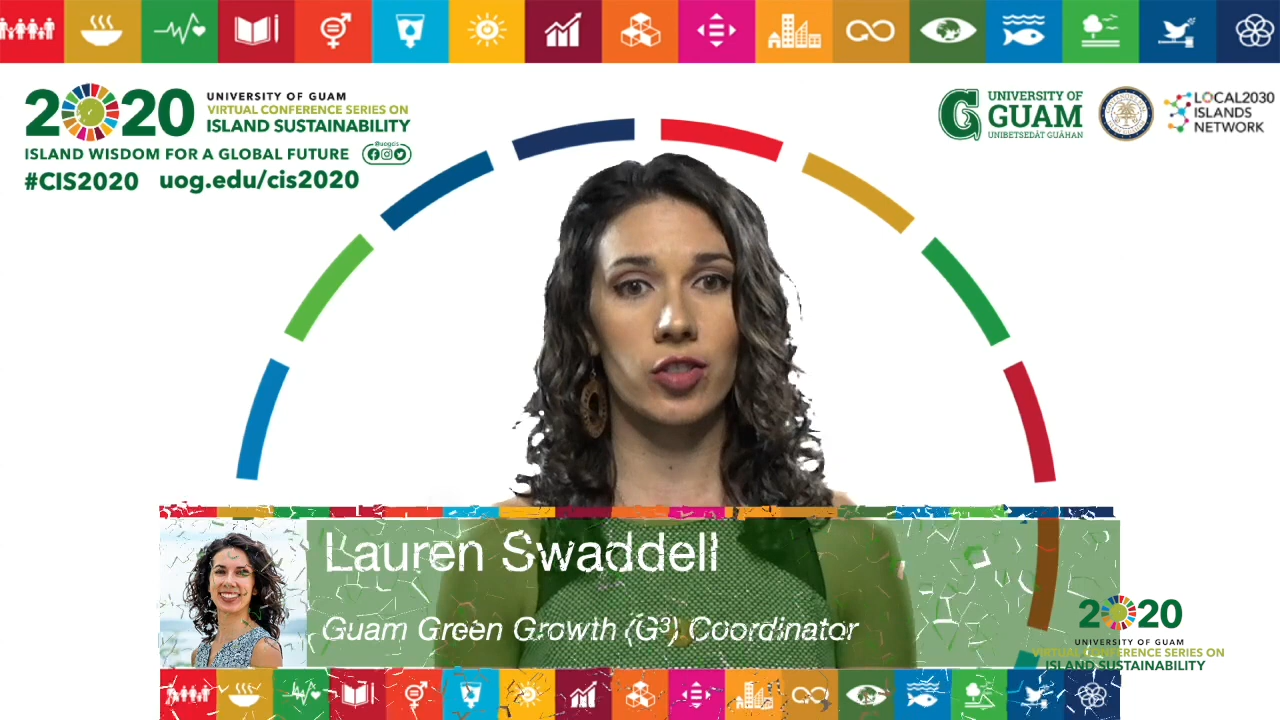 2020
UNIVERSITY OF GUAM
VIRTUAL CONFERENCE SERIES ON
ISLAND SUSTAINABILITY
ISLAND WISDOM FOR A GLOBAL FUTURE
@uogcis
#CIS2020 uog.edu/cis2020
G
UNIVERSITY OF
GUAM
UNIBETSEDÅT GUÅHAN
LOCAL2030
ISLANDS
NETWORK
Lauren Swaddell
Guam Green Growth (G³) Coordinator
2020
UNIVERSITY OF GUAM
VIRTUAL CONFERENCE SERIES ON
ISLAND SUSTAINABILITY